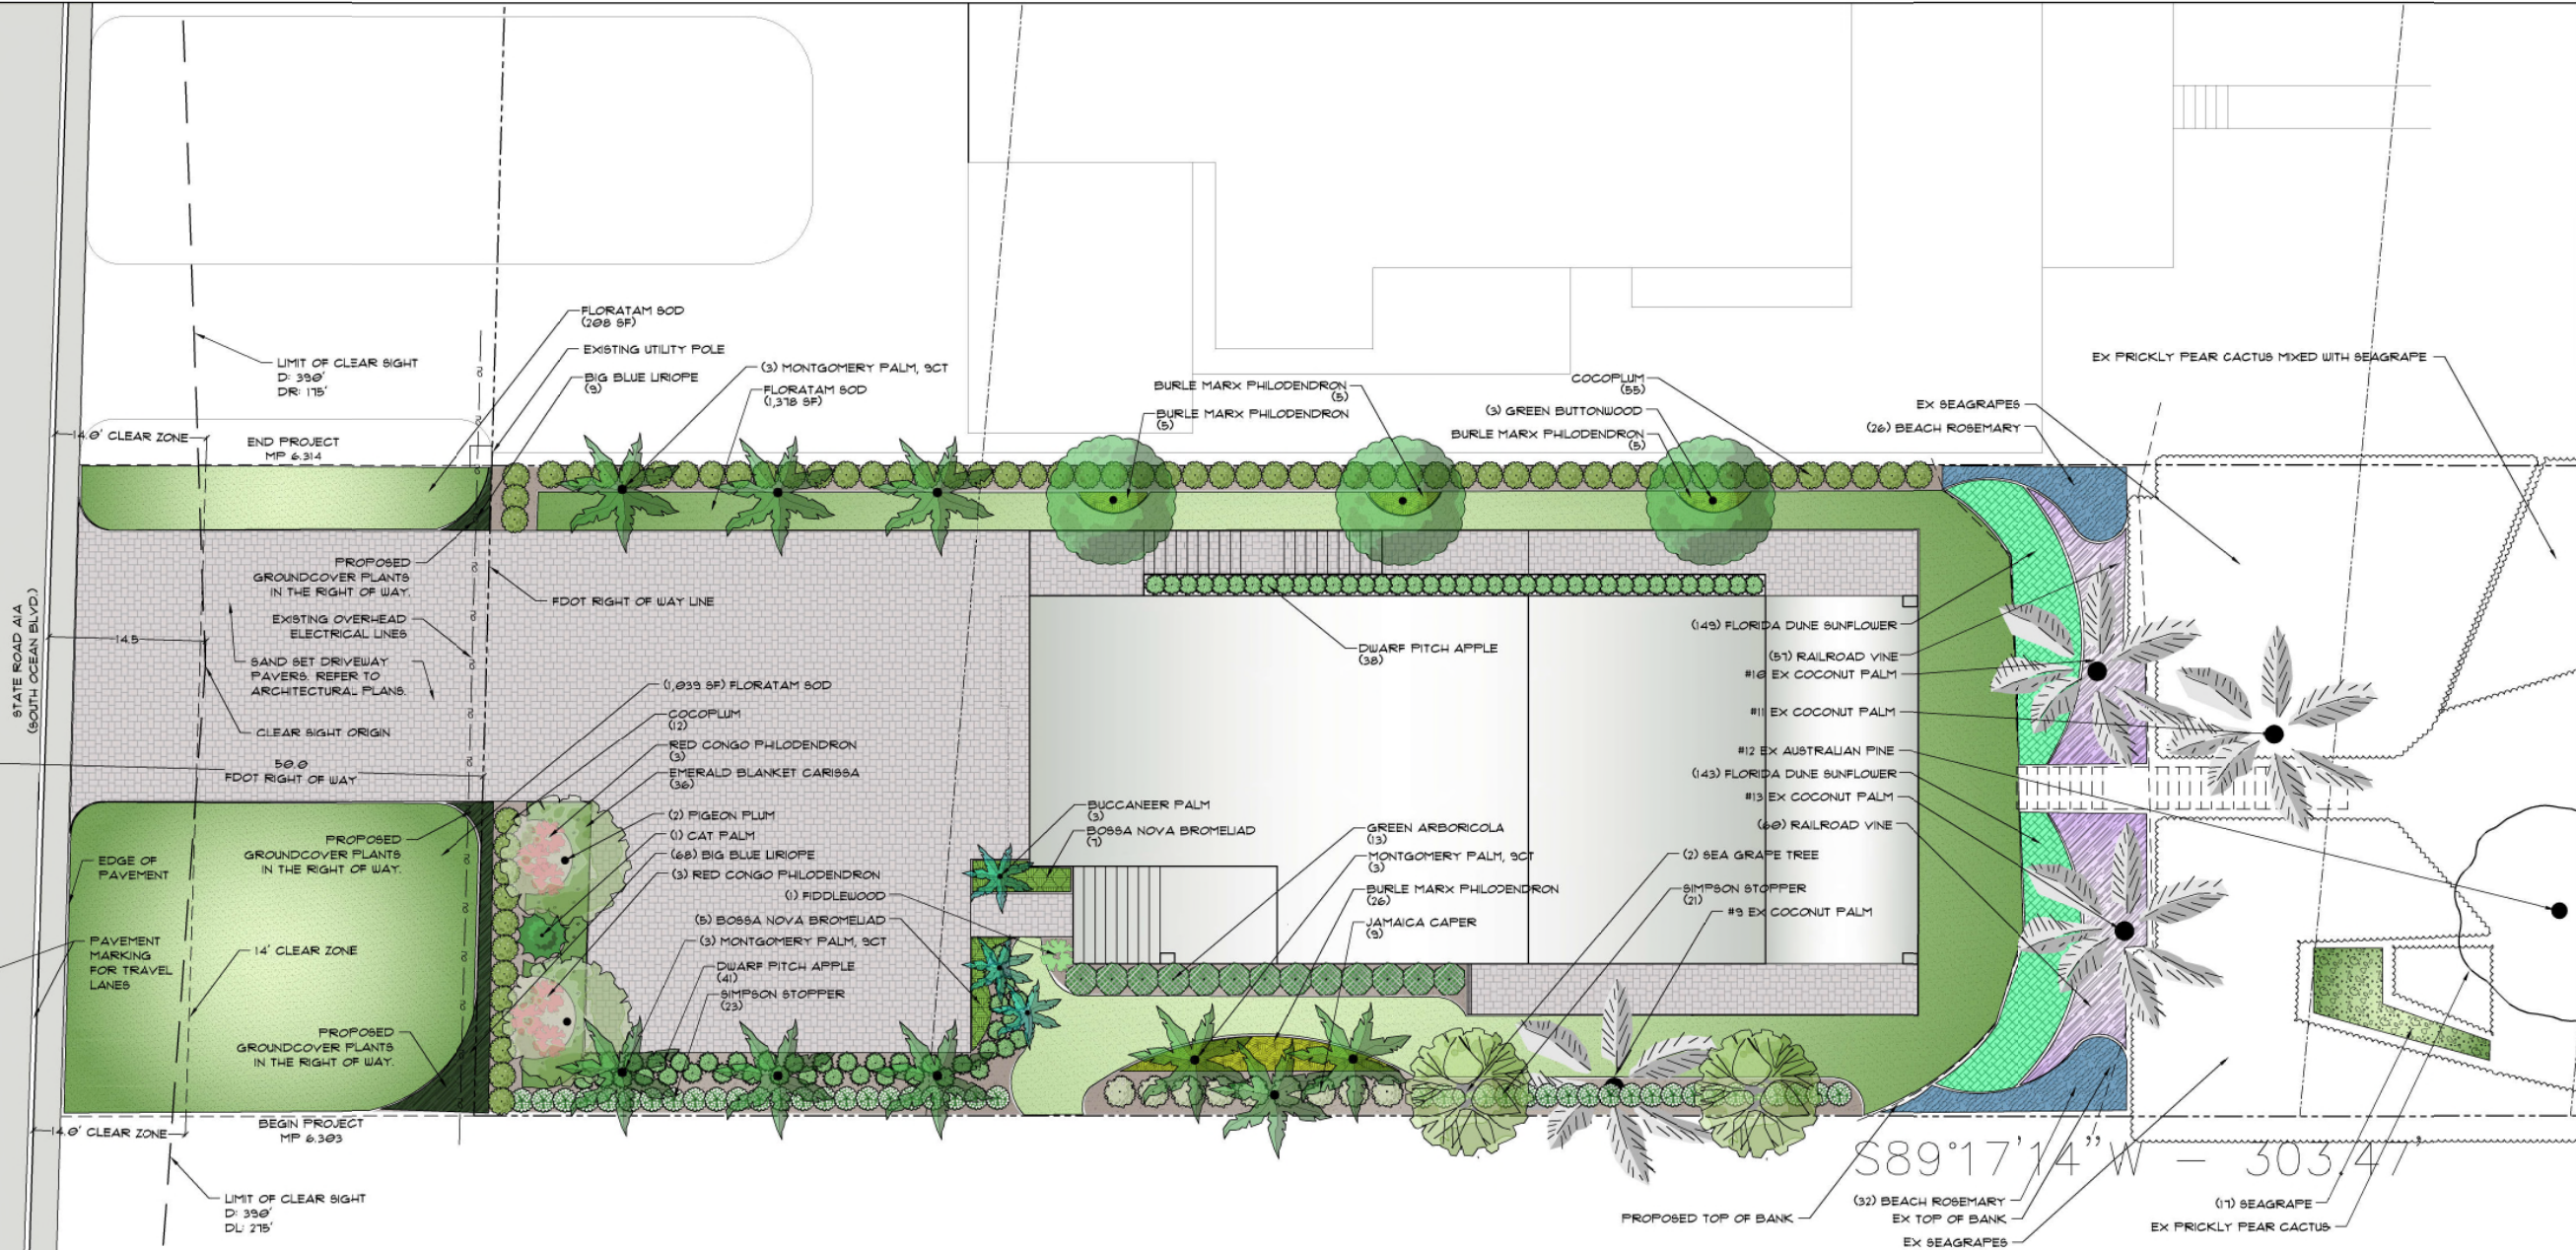 FLORATAM SOD
(208 SF)
EXISTING UTILITY POLE
BIG BLUE LIRIOPE
(9)
LIMIT OF CLEAR SIGHT
D: 390'
DR: 175'
(3) MONTGOMERY PALM, 9CT
FLORATAM SOD
(1,378 SF)
BURLE MARX PHILODENDRON
(5)
BURLE MARX PHILODENDRON
(5)
COCOPLUM
(55)
(3) GREEN BUTTONWOOD
BURLE MARX PHILODENDRON
(5)
EX PRICKLY PEAR CACTUS MIXED WITH SEAGRAPE
EX SEAGRAPES
(26) BEACH ROSEMARY
14.0' CLEAR ZONE
END PROJECT
MP 6.314
PROPOSED
GROUNDCOVER PLANTS
IN THE RIGHT OF WAY.
FDOT RIGHT OF WAY LINE
EXISTING OVERHEAD
ELECTRICAL LINES
14.5
SAND SET DRIVEWAY
PAVERS. REFER TO
ARCHITECTURAL PLANS.
CLEAR SIGHT ORIGIN
50.0
FDOT RIGHT OF WAY
STATE ROAD A1A
(SOUTH OCEAN BLVD.)
DWARF PITCH APPLE
(38)
(149) FLORIDA DUNE SUNFLOWER
(57) RAILROAD VINE
#10 EX COCONUT PALM
#11 EX COCONUT PALM
#12 EX AUSTRALIAN PINE
(143) FLORIDA DUNE SUNFLOWER
#13 EX COCONUT PALM
(60) RAILROAD VINE
(1,039 SF) FLORATAM SOD
COCOPLUM
(12)
RED CONGO PHILODENDRON
(3)
EMERALD BLANKET CARISSA
(36)
(2) PIGEON PLUM
(1) CAT PALM
(68) BIG BLUE LIRIOPE
(3) RED CONGO PHILODENDRON
(1) FIDDLEWOOD
(5) BOSSA NOVA BROMELIAD
(3) MONTGOMERY PALM, 9CT
DWARF PITCH APPLE
(41)
SIMPSON STOPPER
(23)
BUCCANEER PALM
(3)
BOSSA NOVA BROMELIAD
(7)
GREEN ARBORICOLA
(13)
MONTGOMERY PALM, 9CT
(3)
BURLE MARX PHILODENDRON
(26)
JAMAICA CAPER
(9)
(2) SEA GRAPE TREE
SIMPSON STOPPER
(21)
#9 EX COCONUT PALM
PROPOSED
GROUNDCOVER PLANTS
IN THE RIGHT OF WAY.
EDGE OF
PAVEMENT
PAVEMENT
MARKING
FOR TRAVEL
LANES
14' CLEAR ZONE
PROPOSED
GROUNDCOVER PLANTS
IN THE RIGHT OF WAY.
BEGIN PROJECT
MP 6.303
14.0' CLEAR ZONE
LIMIT OF CLEAR SIGHT
D: 390'
DL: 275'
S89°17'14"W - 303.47'
PROPOSED TOP OF BANK
(32) BEACH ROSEMARY
EX TOP OF BANK
EX SEAGRAPES
(17) SEAGRAPE
EX PRICKLY PEAR CACTUS